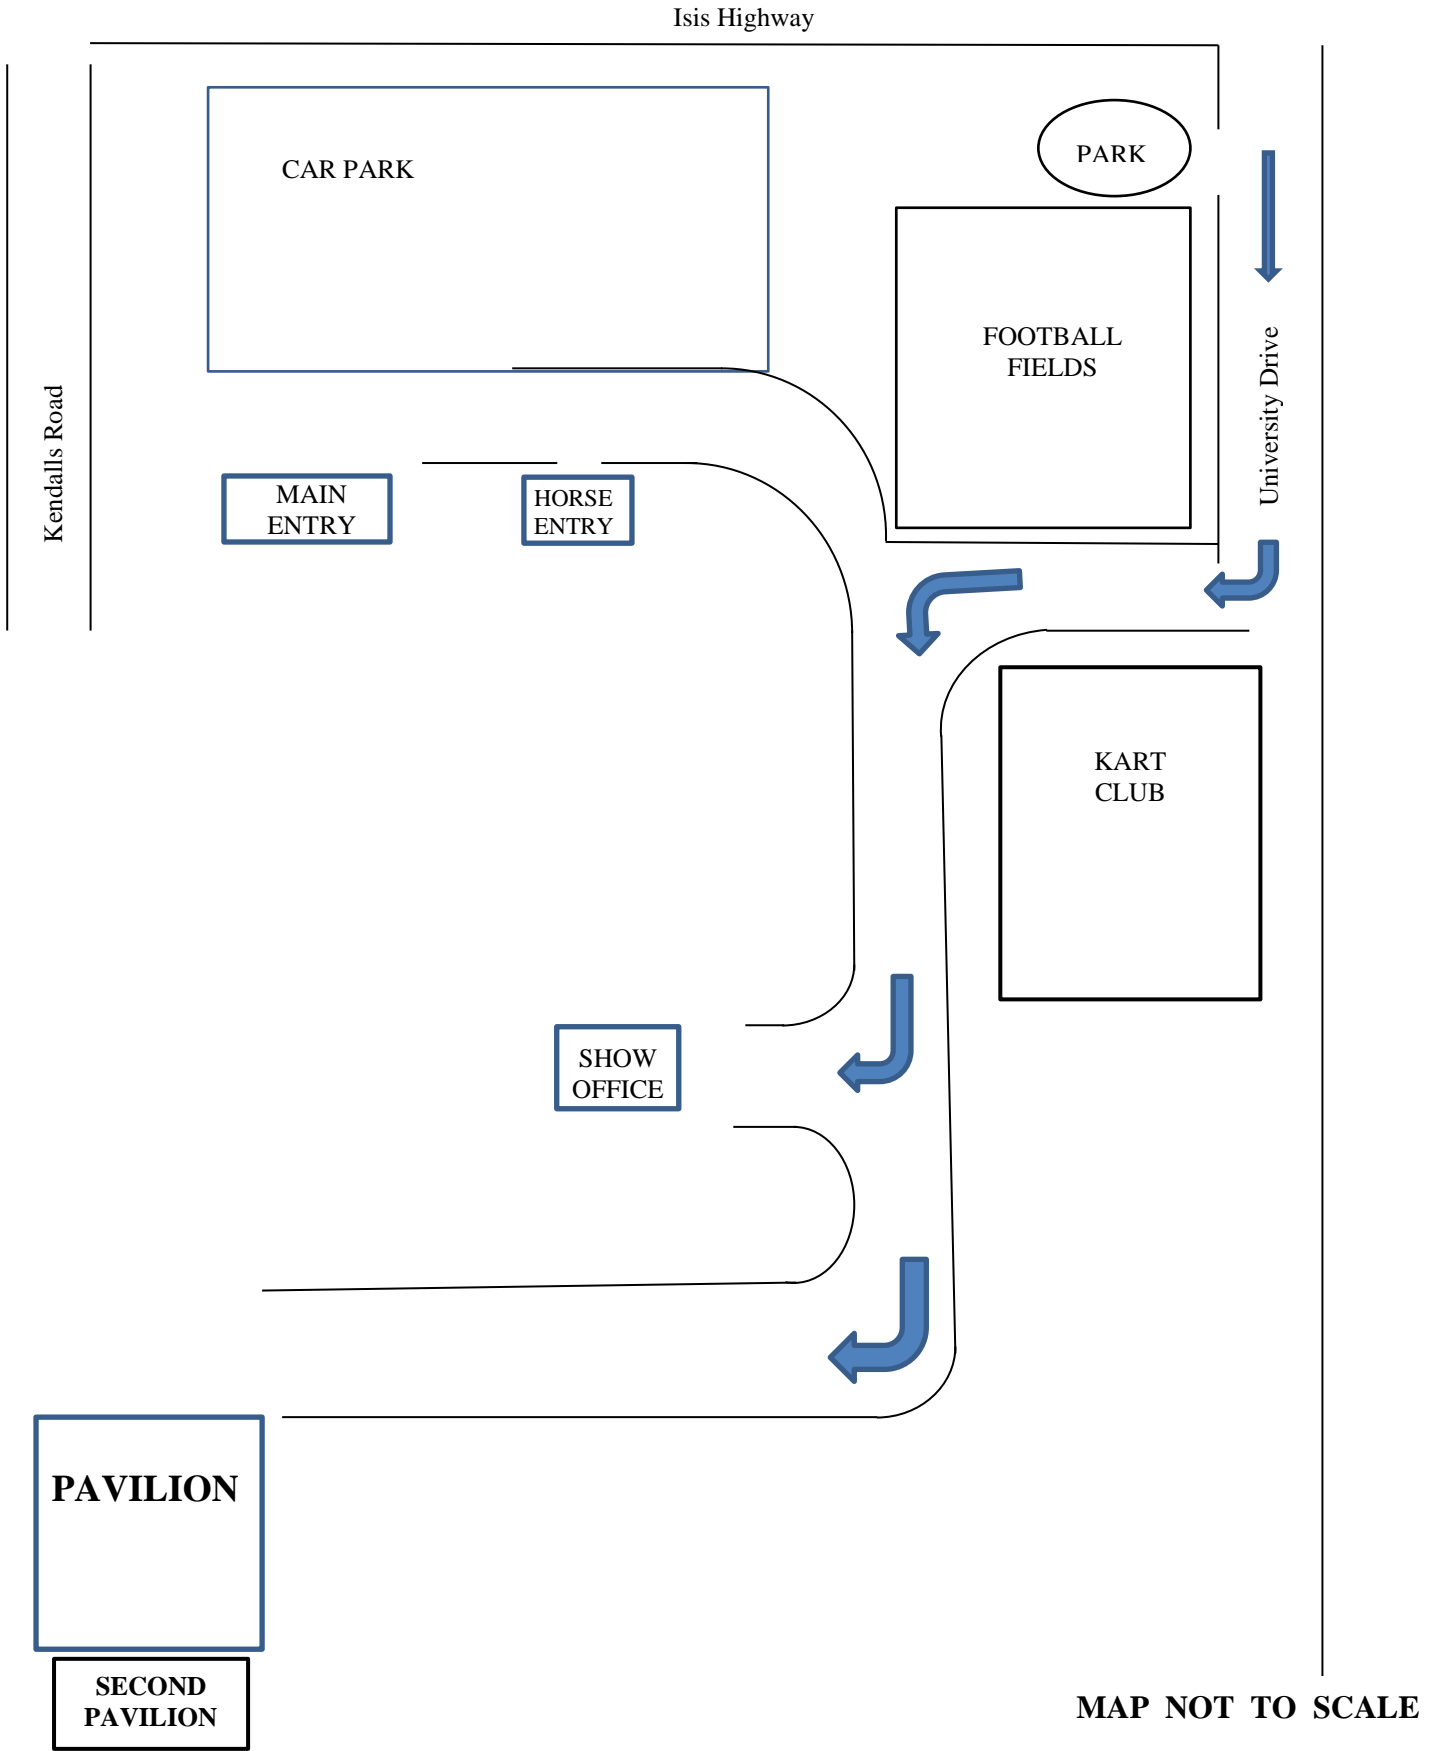 Isis Highway
CAR PARK
PARK
FOOTBALL
FIELDS
University Drive
Kendalls Road
MAIN
ENTRY
HORSE
ENTRY
KART
CLUB
SHOW
OFFICE
PAVILION
SECOND
PAVILION
MAP NOT TO SCALE